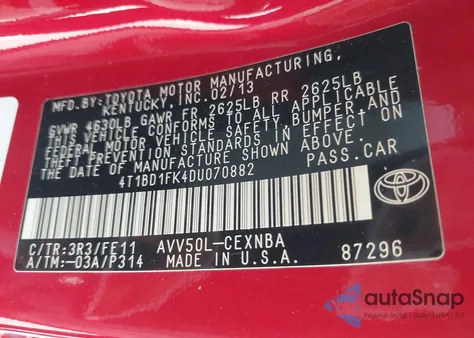 MFD.BY:TOYOTA MOTOR MANUFACTURING,
KENTUCKY, INC. 02/13
GVWR 4630LB GAWR FR 2625LB RR 2625LB
THIS VEHICLE CONFORMS TO ALL APPLICABLE
FEDERAL MOTOR VEHICLE SAFETY, BUMPER, AND
THEFT PREVENTION STANDARDS IN EFFECT ON
THE DATE OF MANUFACTURE SHOWN ABOVE.
4T1BD1FK4DU070882 PASS.CAR
C/TR:3R3/FE11 AVV50L-CEXNBA
A/TM:-03A/P314 MADE IN U.S.A. 87296
autoSnap